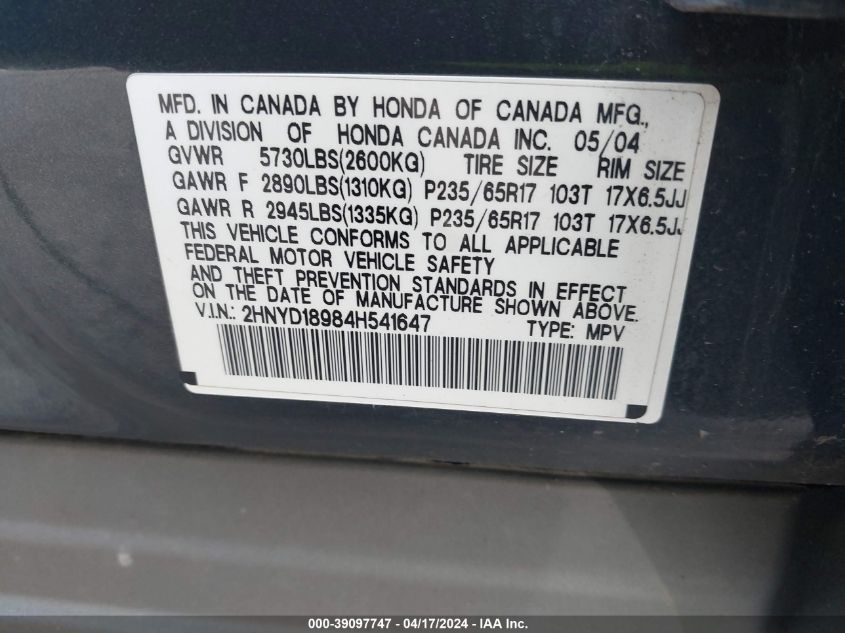 MFD. IN CANADA BY HONDA OF CANADA MFG.,
A DIVISION OF HONDA CANADA INC. 05/04
GVWR 5730LBS(2600KG) TIRE SIZE RIM SIZE
GAWR F 2890LBS(1310KG) P235/65R17 103T 17X6.5JJ
GAWR R 2945LBS(1335KG) P235/65R17 103T 17X6.5JJ
THIS VEHICLE CONFORMS TO ALL APPLICABLE
FEDERAL MOTOR VEHICLE SAFETY
AND THEFT PREVENTION STANDARDS IN EFFECT
ON THE DATE OF MANUFACTURE SHOWN ABOVE.
V.I.N.: 2HNYD18984H541647 TYPE: MPV
000-39097747 - 04/17/2024 - IAA Inc.